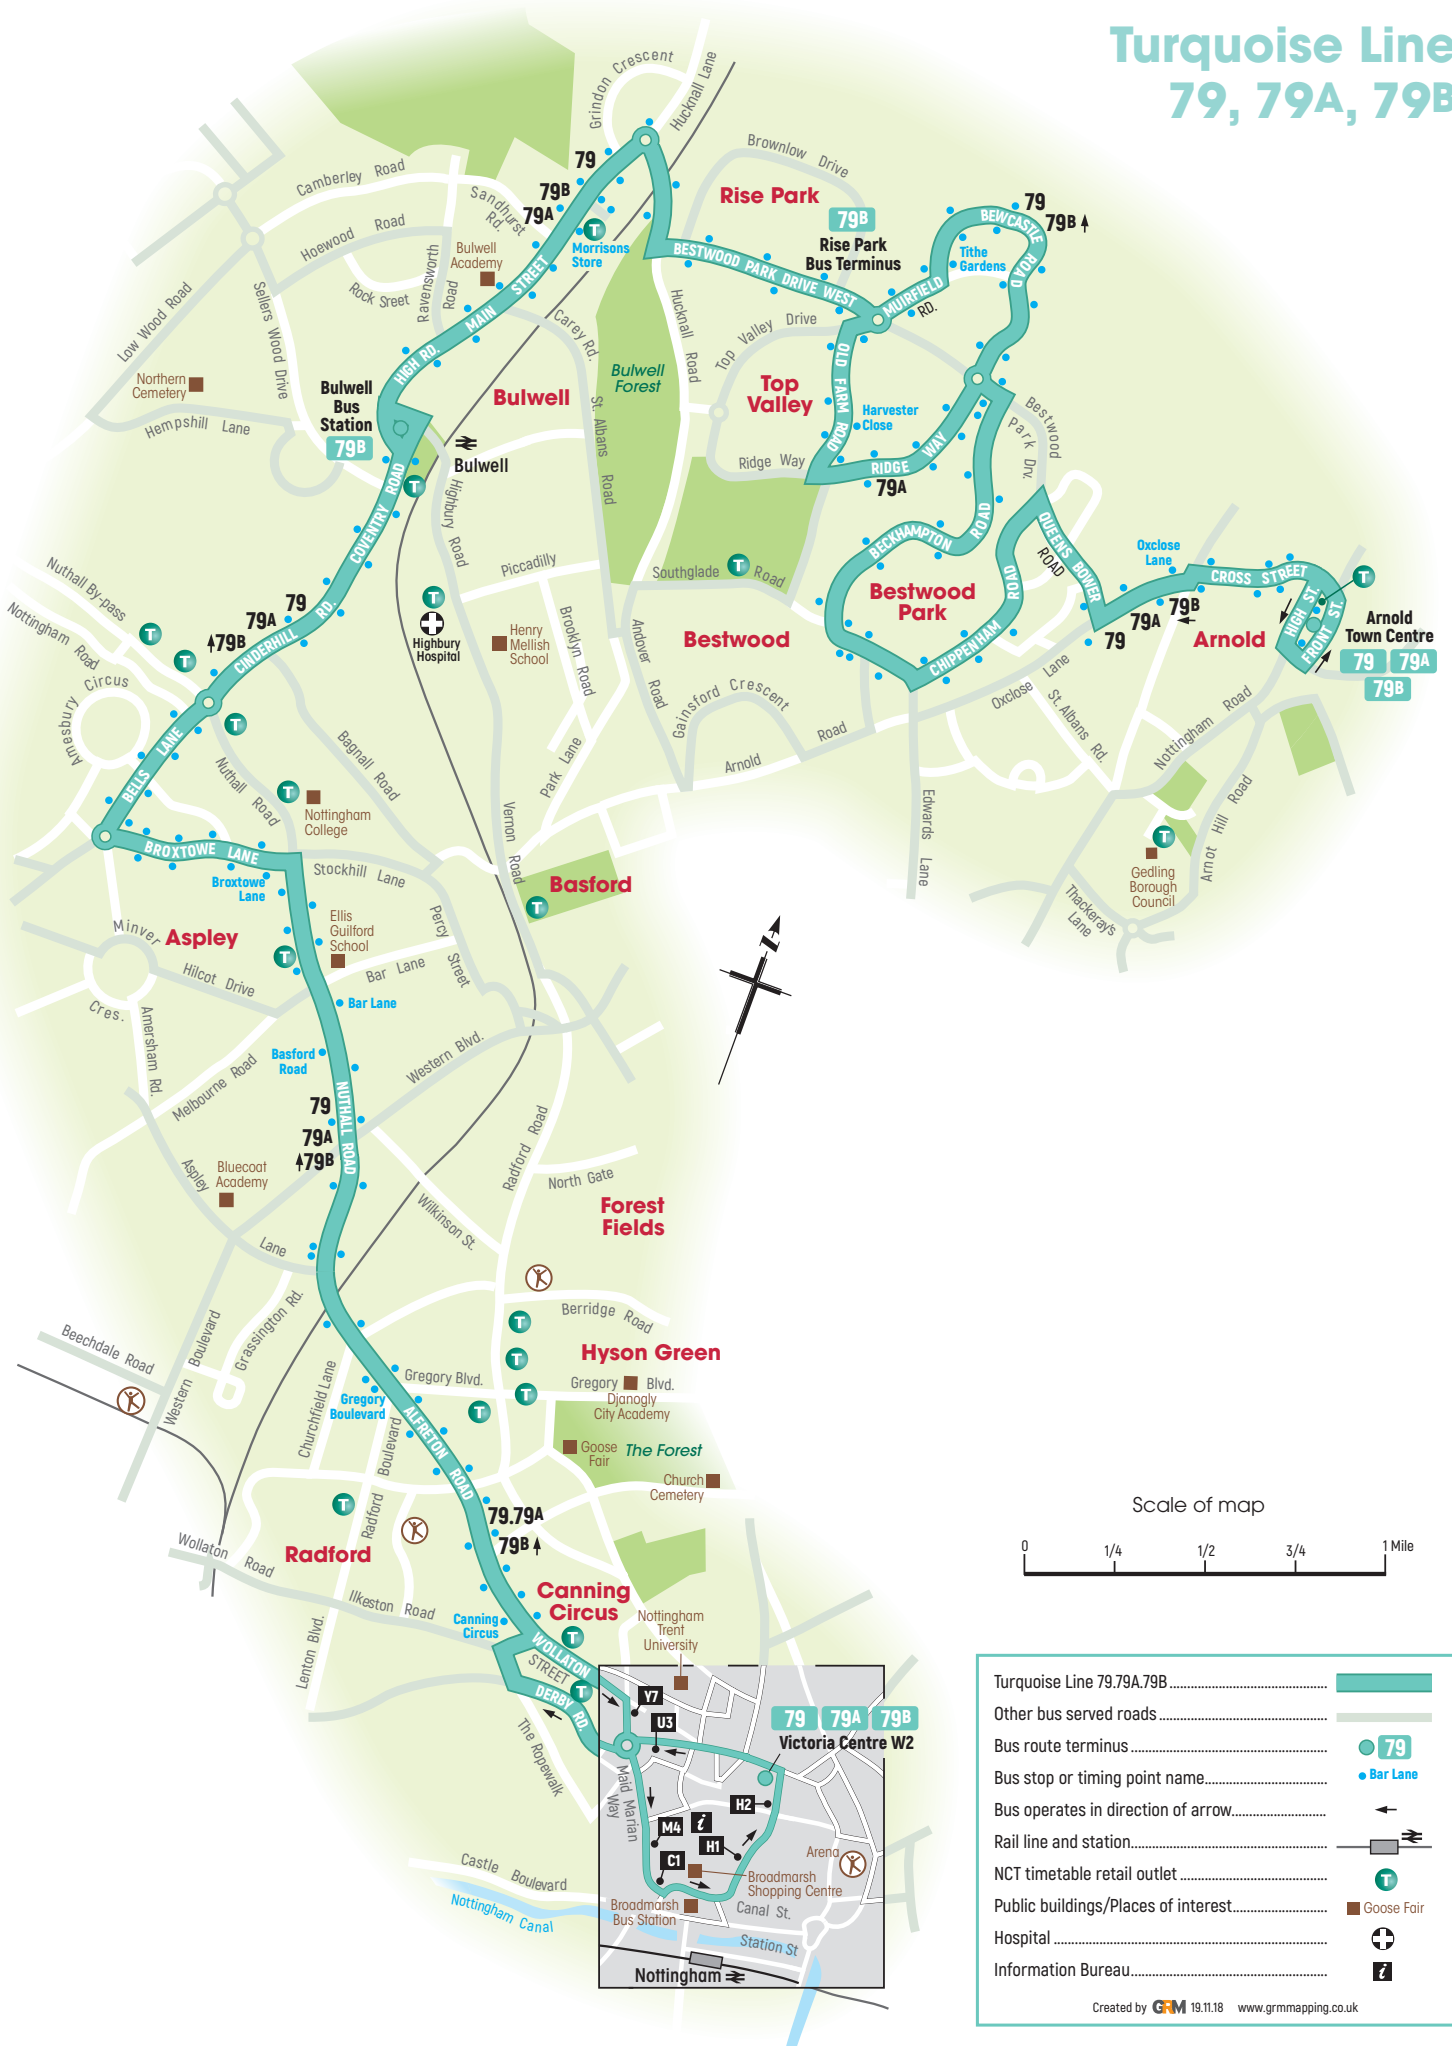 Turquoise Line
79, 79A, 79B
Grindon Crescent
Hucknall Lane
Camberley Road
Sandhurst
Rd.
Hoewood Road
Rock Sreet
Ravensworth
Road
Bulwell
Academy
79
79B
79A
Morrisons
Store
Brownlow Drive
Rise Park
79B
Rise Park
Bus Terminus
79
79B
BEWCASTLE
ROAD
Tithe
Gardens
BESTWOOD PARK DRIVE WEST
MUIRFIELD
RD.
Low Wood Road
Sellers Wood Drive
Northern
Cemetery
Hempshill Lane
HIGH RD.
MAIN STREET
Carey Rd.
Bulwell
Bulwell
Forest
Hucknall Road
Top Valley Drive
Top
Valley
OLD FARM ROAD
Harvester
Close
Ridge Way
RIDGE WAY
79A
Bestwood
Park Drv.
Bulwell
Bus
Station
79B
Bulwell
St. Albans Road
COVENTRY ROAD
Highbury Road
Piccadilly
Southglade Road
BECKHAMPTON ROAD
Bestwood
Park
QUEENS BOWER
ROAD
CHIPPENHAM
ROAD
Oxclose
Lane
CROSS STREET
HIGH ST.
FRONT ST.
Arnold
Town Centre
79 79A
79B
79
79A
79B
Arnold
Nuthall By-pass
Nottingham Road
79
79A
79B
CINDERHILL RD.
Highbury
Hospital
Henry
Mellish
School
Brooklyn Road
Andover Road
Bestwood
Gainsford Crescent
Arnold Road
Oxclose Lane
St. Albans Rd.
Nottingham Road
Amesbury Circus
BELLS LANE
Nuthall Road
Bagnall Road
Park Lane
Nottingham
College
Vernon Road
Edwards Lane
Arnot Hill Road
Gedling
Borough
Council
Thackeray's
Lane
BROXTOWE LANE
Broxtowe
Lane
Stockhill Lane
Basford
Aspley
Minver
Cres.
Hilcot Drive
Ellis
Guilford
School
Bar Lane
Percy Street
Bar Lane
Amersham Rd.
Melbourne Road
Basford
Road
Western Blvd.
NUTHALL ROAD
79
79A
79B
Radford Road
North Gate
Aspley
Lane
Bluecoat
Academy
Wilkinson St.
Forest
Fields
Grassington Rd.
Beechdale Road
Western Boulevard
Berridge Road
Hyson Green
Gregory Blvd.
Gregory Blvd.
Djanogly
City Academy
Churchfield Lane
Gregory
Boulevard
ALFRETON ROAD
Goose
Fair
The Forest
Church
Cemetery
Radford Boulevard
79.79A
79B
Radford
Wollaton Road
Ilkeston Road
Lenton Blvd.
Canning
Circus
Canning
Circus
Nottingham
Trent
University
WOLLATON
STREET
DERBY RD.
The Ropewalk
Y7
U3
79 79A 79B
Victoria Centre W2
Maid Marian
Way
H2
M4
i
H1
C1
Arena
Broadmarsh
Shopping Centre
Broadmarsh
Bus Station
Canal St.
Station St
Nottingham
Castle Boulevard
Nottingham Canal
Scale of map
0 1/4 1/2 3/4 1 Mile
Turquoise Line 79.79A.79B
Other bus served roads
Bus route terminus 79
Bus stop or timing point name Bar Lane
Bus operates in direction of arrow
Rail line and station
NCT timetable retail outlet T
Public buildings/Places of interest Goose Fair
Hospital
Information Bureau i
Created by GRM 19.11.18 www.grmmapping.co.uk